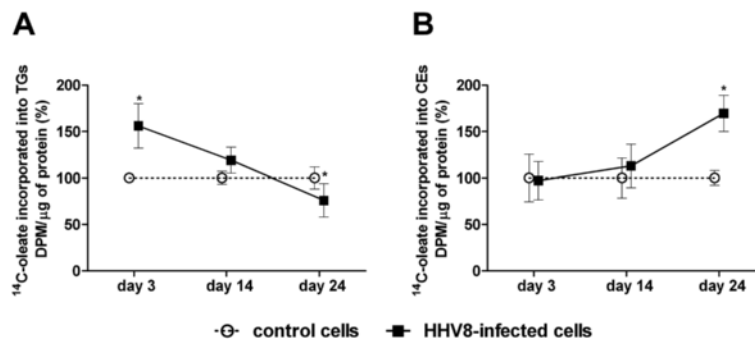 A
B
¹⁴C-oleate incorporated into TGs
DPM/µg of protein (%)
200
150
100
50
0
*
*
day 3 day 14 day 24
¹⁴C-oleate incorporated into CEs
DPM/µg of protein (%)
200
150
100
50
0
*
day 3 day 14 day 24
control cells HHV8-infected cells